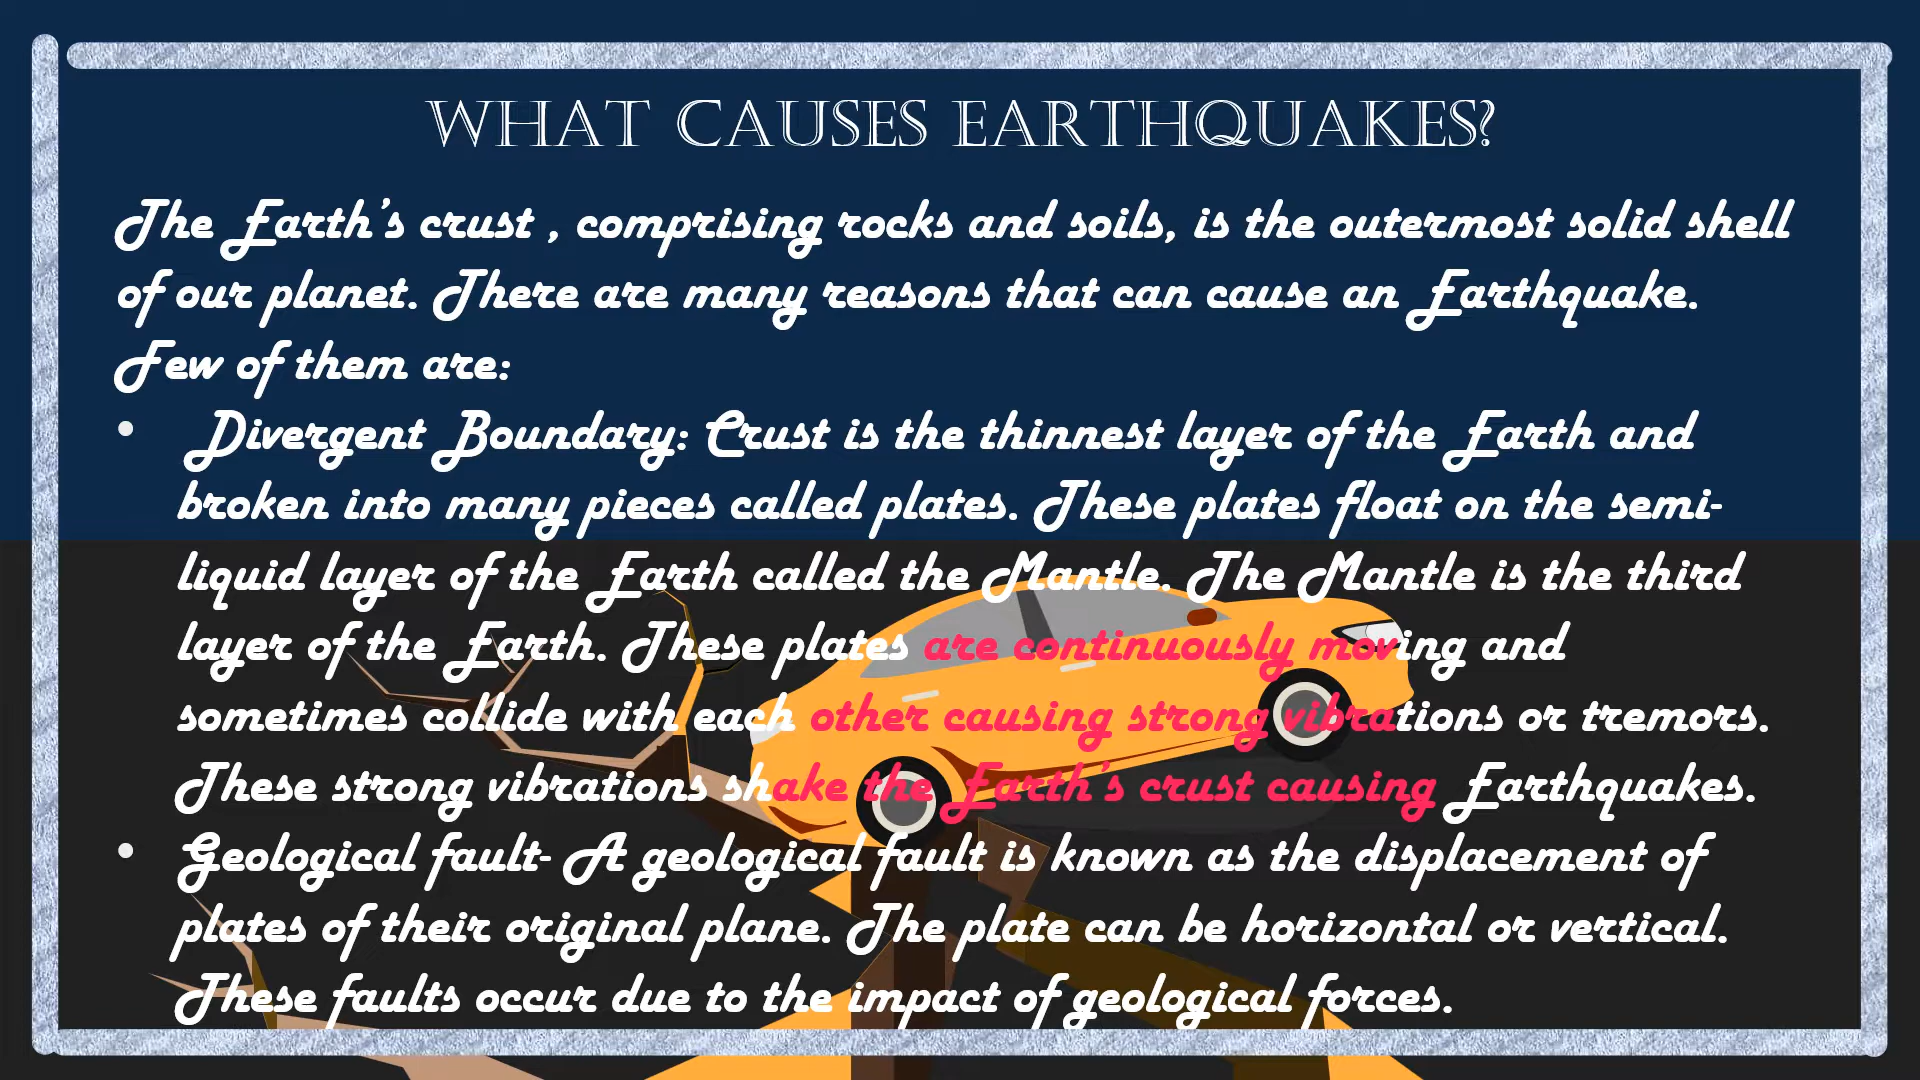 WHAT CAUSES EARTHQUAKES?
The Earth's crust , comprising rocks and soils, is the outermost solid shell
of our planet. There are many reasons that can cause an Earthquake.
Few of them are:
• Divergent Boundary: Crust is the thinnest layer of the Earth and
broken into many pieces called plates. These plates float on the semi-
liquid layer of the Earth called the Mantle. The Mantle is the third
layer of the Earth. These plates are continuously moving and
sometimes collide with each other causing strong vibrations or tremors.
These strong vibrations shake the Earth's crust causing Earthquakes.
• Geological fault- A geological fault is known as the displacement of
plates of their original plane. The plate can be horizontal or vertical.
These faults occur due to the impact of geological forces.